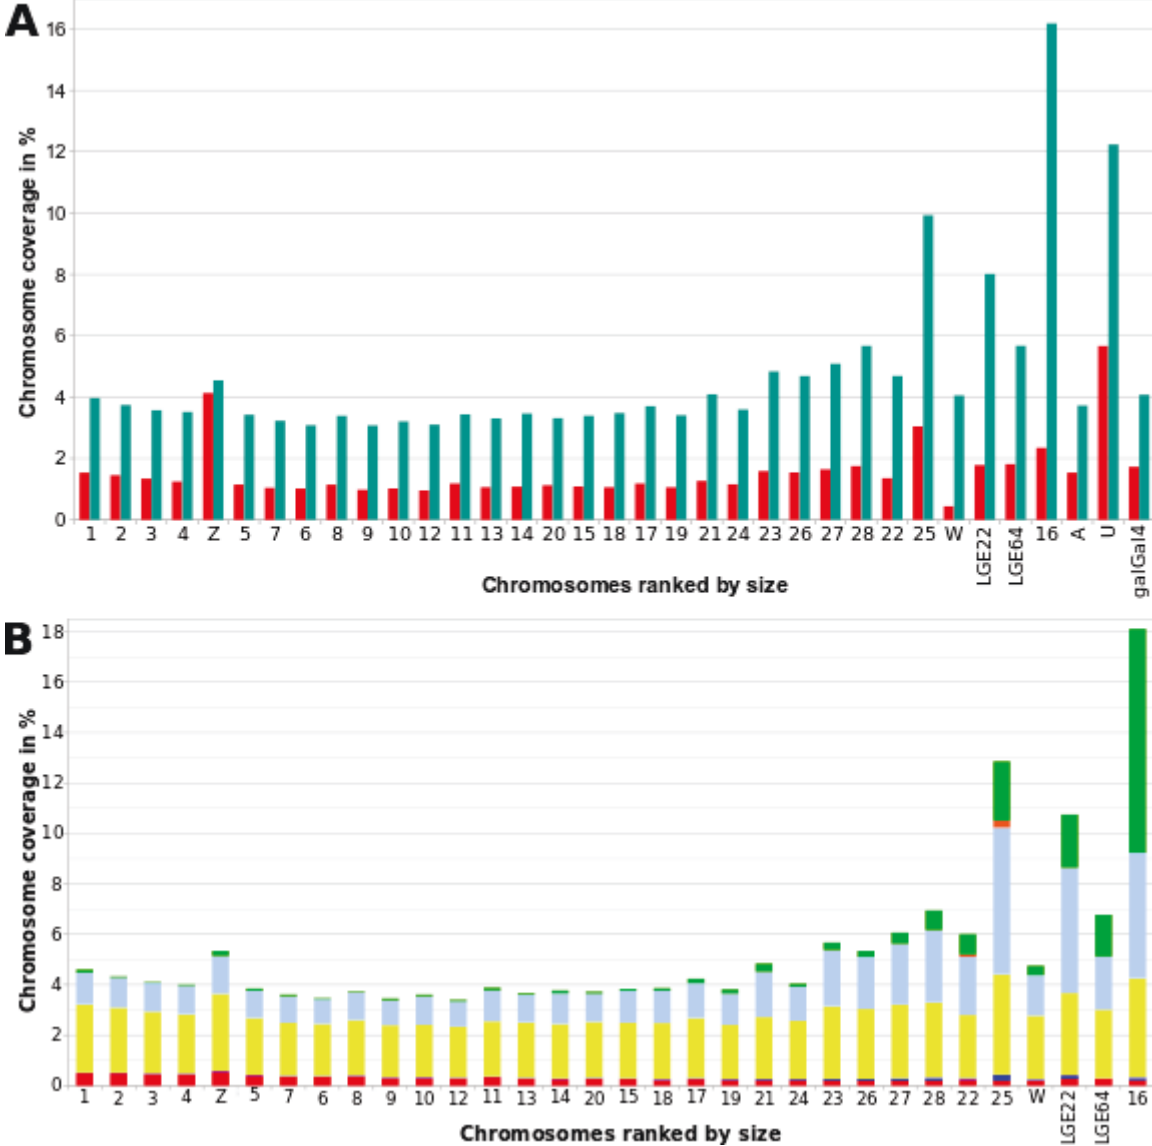 A
Chromosome coverage in %
16
14
12
10
8
6
4
2
0
1 2 3 4 Z 5 7 6 8 9 10 12 11 13 14 20 15 18 17 19 21 24 23 26 27 28 22 25 W LGE22 LGE64 16 A U galGal4
Chromosomes ranked by size
B
Chromosome coverage in %
18
16
14
12
10
8
6
4
2
0
1 2 3 4 Z 5 7 6 8 9 10 12 11 13 14 20 15 18 17 19 21 24 23 26 27 28 22 25 W LGE22 LGE64 16
Chromosomes ranked by size